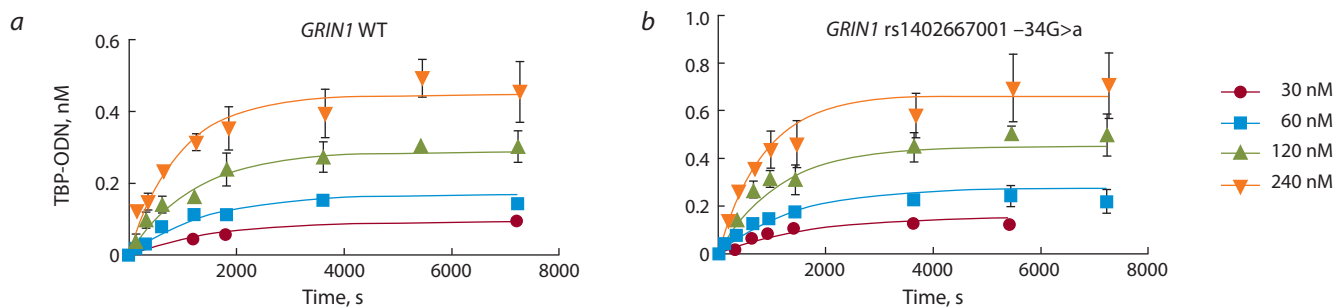 a
GRIN1 WT
TBP-ODN, nM
0.6
0.4
0.2
0
2000
4000
6000
8000
Time, s
b
GRIN1 rs1402667001 –34G>a
1.0
0.8
0.6
0.4
0.2
0
2000
4000
6000
8000
Time, s
30 nM
60 nM
120 nM
240 nM